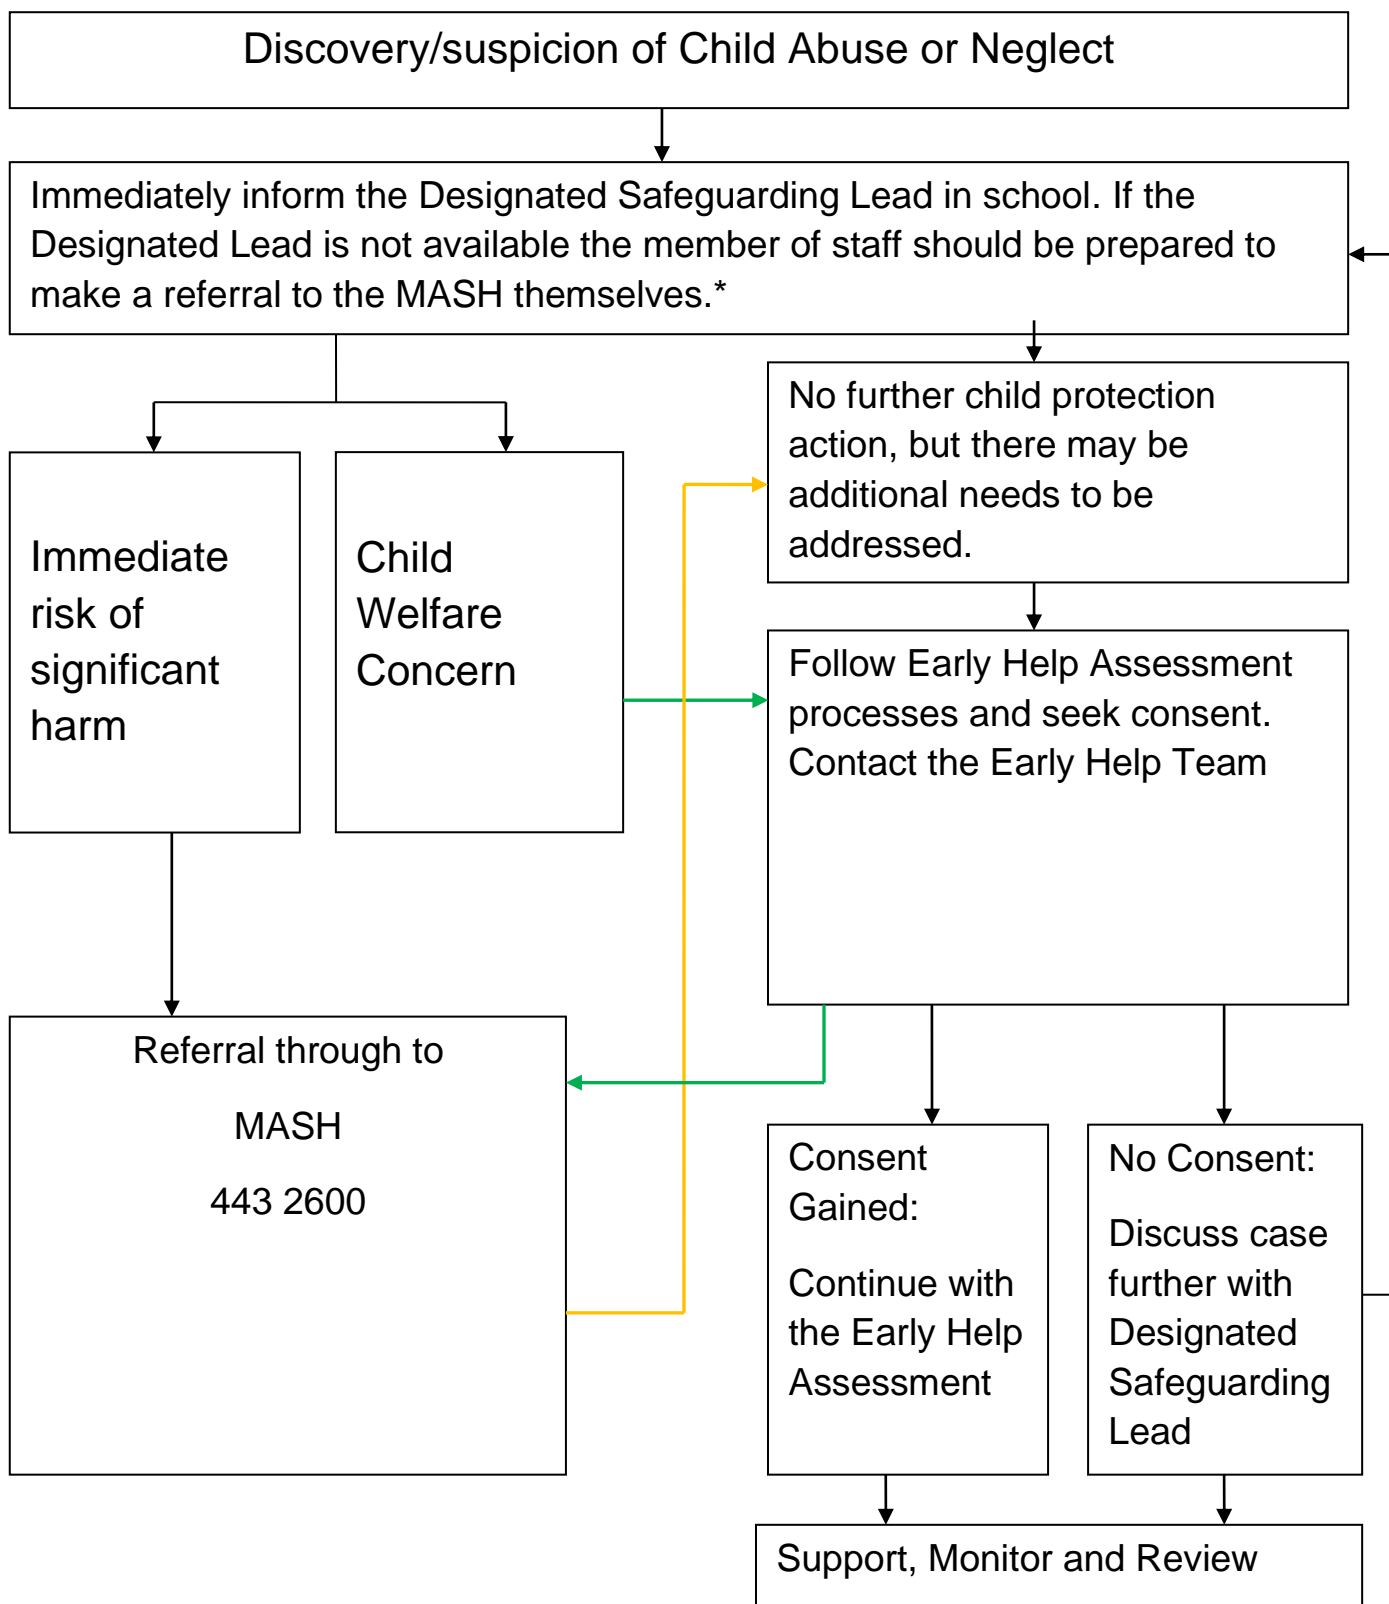 Discovery/suspicion of Child Abuse or Neglect
Immediately inform the Designated Safeguarding Lead in school. If the
Designated Lead is not available the member of staff should be prepared to
make a referral to the MASH themselves.*
No further child protection
action, but there may be
additional needs to be
addressed.
Immediate
risk of
significant
harm
Child
Welfare
Concern
Follow Early Help Assessment
processes and seek consent.
Contact the Early Help Team
Referral through to
MASH
443 2600
Consent
Gained:
Continue with
the Early Help
Assessment
No Consent:
Discuss case
further with
Designated
Safeguarding
Lead
Support, Monitor and Review